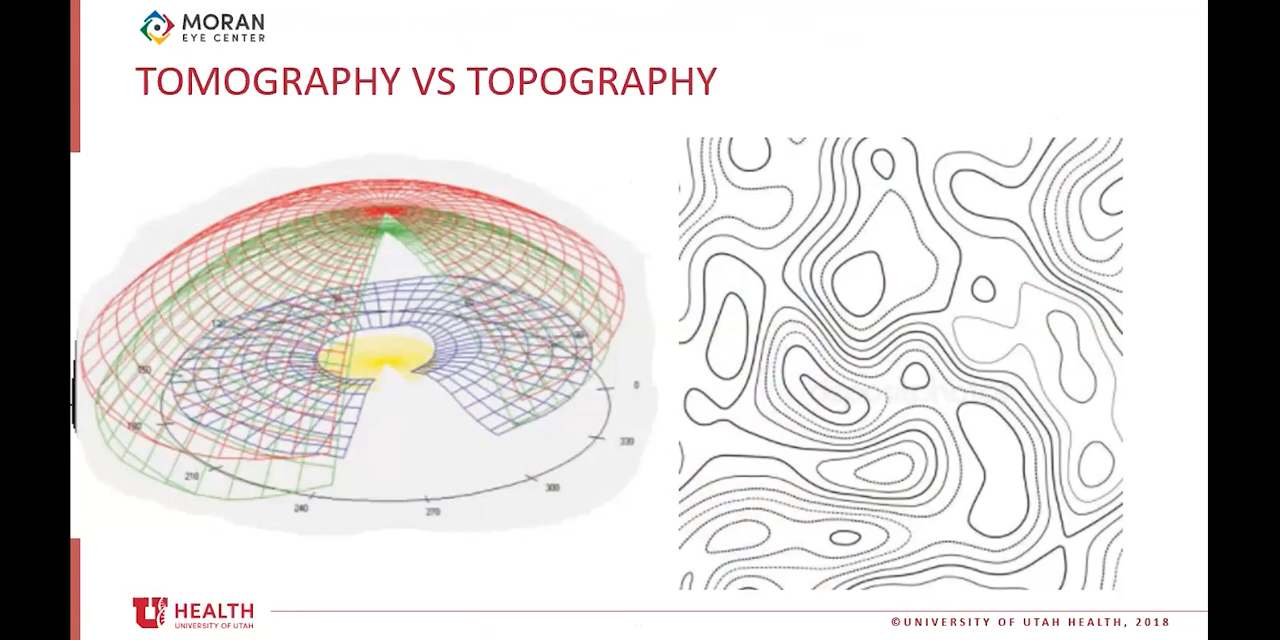 MORAN
EYE CENTER
TOMOGRAPHY VS TOPOGRAPHY
0
330
300
270
240
210
U HEALTH
UNIVERSITY OF UTAH
©UNIVERSITY OF UTAH HEALTH, 2018